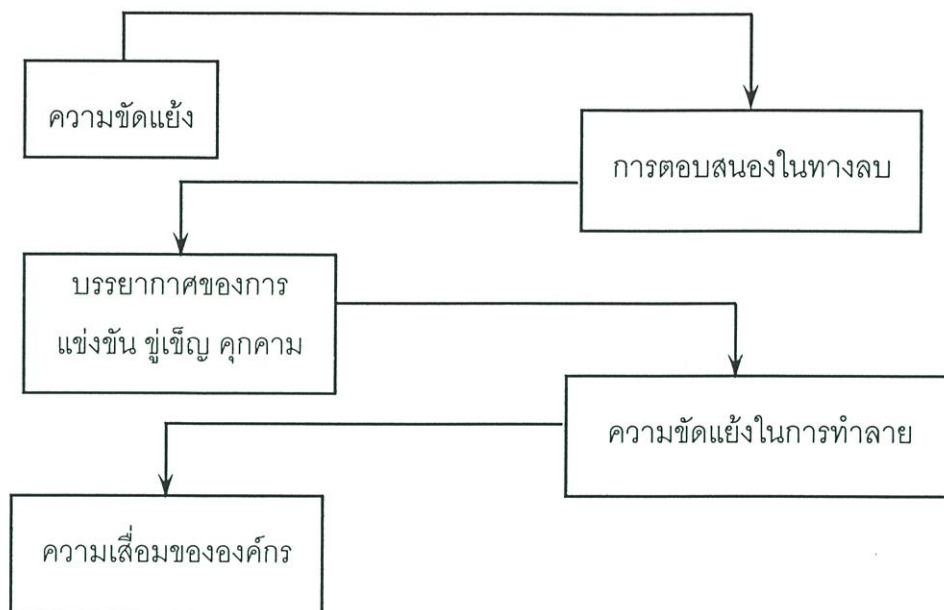 ความขัดแย้ง
การตอบสนองในทางลบ
บรรยากาศของการ
แข่งขัน ขู่เข็ญ คุกคาม
ความขัดแย้งในการทำลาย
ความเสื่อมขององค์กร